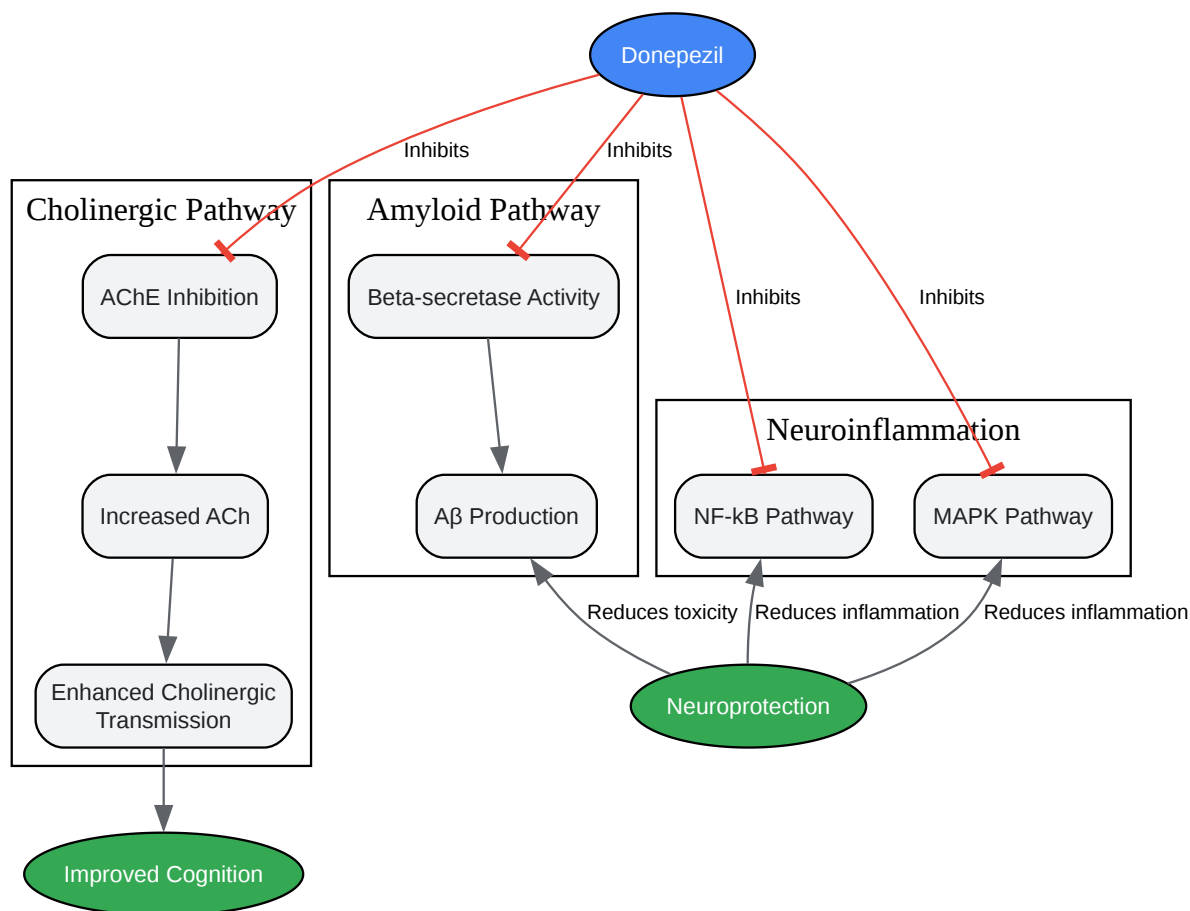 Donepezil
Inhibits
Inhibits
Cholinergic Pathway
Amyloid Pathway
AChE Inhibition
Beta-secretase Activity
Inhibits
Inhibits
Neuroinflammation
Increased ACh
Aβ Production
NF-kB Pathway
MAPK Pathway
Reduces toxicity
Reduces inflammation
Reduces inflammation
Enhanced Cholinergic
Transmission
Neuroprotection
Improved Cognition